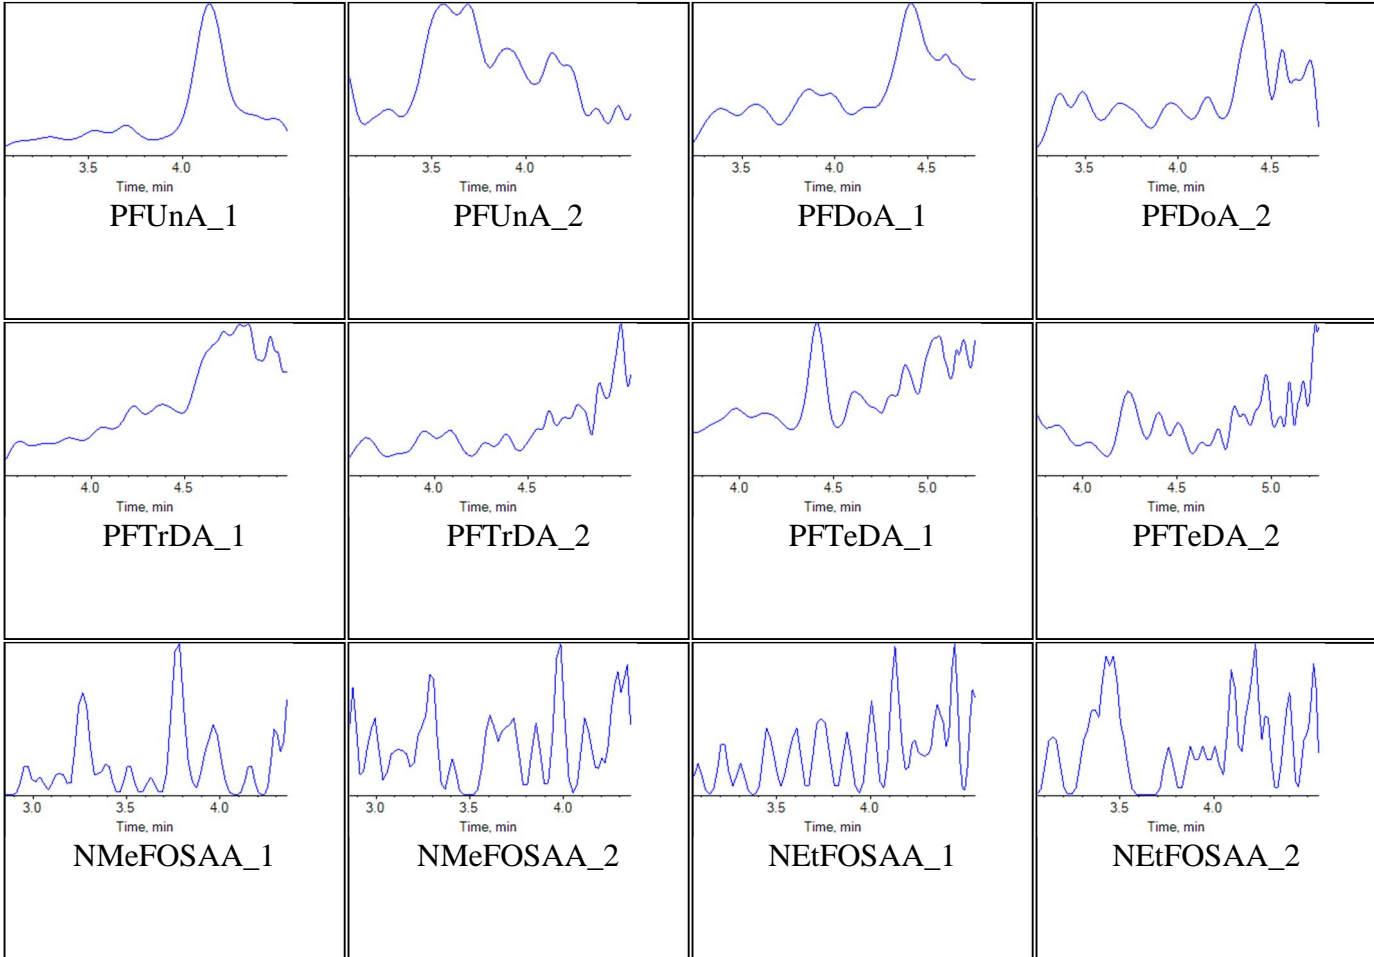 3.5 4.0
Time, min
PFUnA_1
3.5 4.0
Time, min
PFUnA_2
3.5 4.0 4.5
Time, min
PFDoA_1
3.5 4.0 4.5
Time, min
PFDoA_2
4.0 4.5
Time, min
PFTrDA_1
4.0 4.5
Time, min
PFTrDA_2
4.0 4.5 5.0
Time, min
PFTeDA_1
4.0 4.5 5.0
Time, min
PFTeDA_2
3.0 3.5 4.0
Time, min
NMeFOSAA_1
3.0 3.5 4.0
Time, min
NMeFOSAA_2
3.5 4.0
Time, min
NEtFOSAA_1
3.5 4.0
Time, min
NEtFOSAA_2